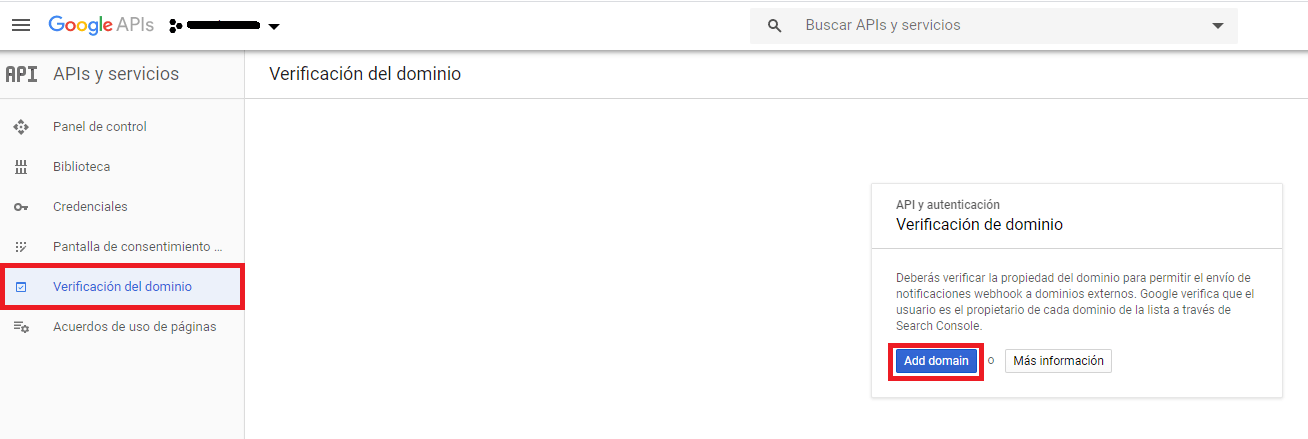 Google APIs
Buscar APIs y servicios
API APIs y servicios
Verificación del dominio
Panel de control
Biblioteca
Credenciales
Pantalla de consentimiento ...
Verificación del dominio
Acuerdos de uso de páginas
API y autenticación
Verificación de dominio
Deberás verificar la propiedad del dominio para permitir el envío de
notificaciones webhook a dominios externos. Google verifica que el
usuario es el propietario de cada dominio de la lista a través de
Search Console.
Add domain o Más información